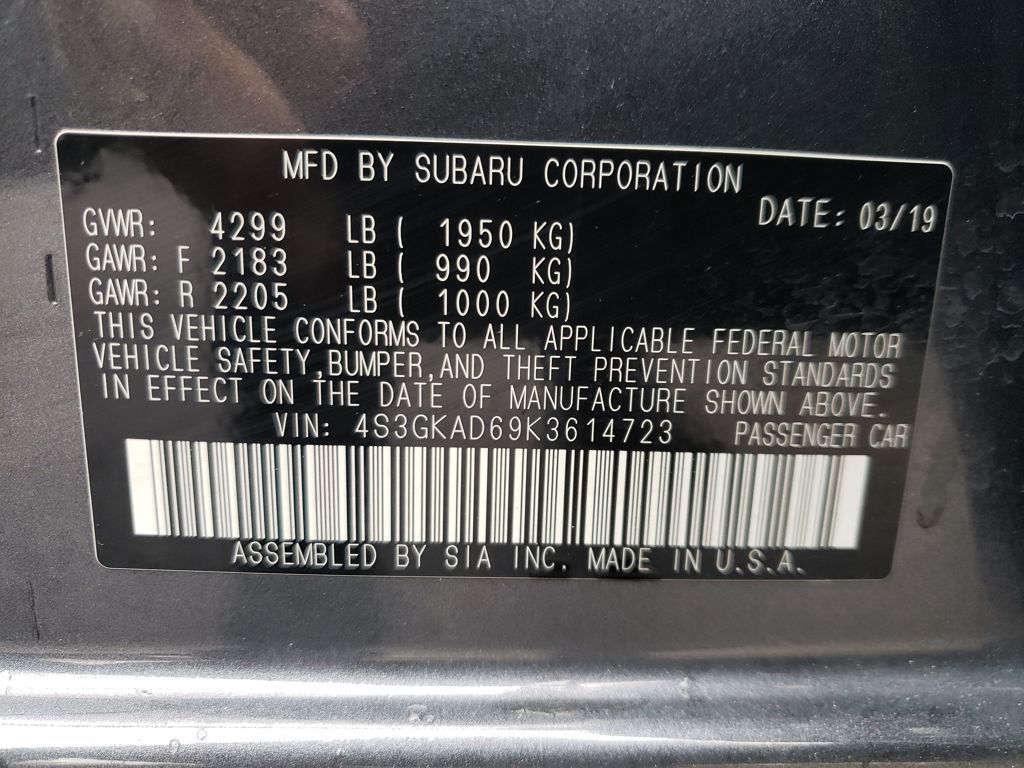 MFD BY SUBARU CORPORATION
DATE: 03/19
GVWR: 4299 LB ( 1950 KG)
GAWR: F 2183 LB ( 990 KG)
GAWR: R 2205 LB ( 1000 KG)
THIS VEHICLE CONFORMS TO ALL APPLICABLE FEDERAL MOTOR
VEHICLE SAFETY,BUMPER,AND THEFT PREVENTION STANDARDS
IN EFFECT ON THE DATE OF MANUFACTURE SHOWN ABOVE.
VIN: 4S3GKAD69K3614723 PASSENGER CAR
ASSEMBLED BY SIA INC. MADE IN U.S.A.